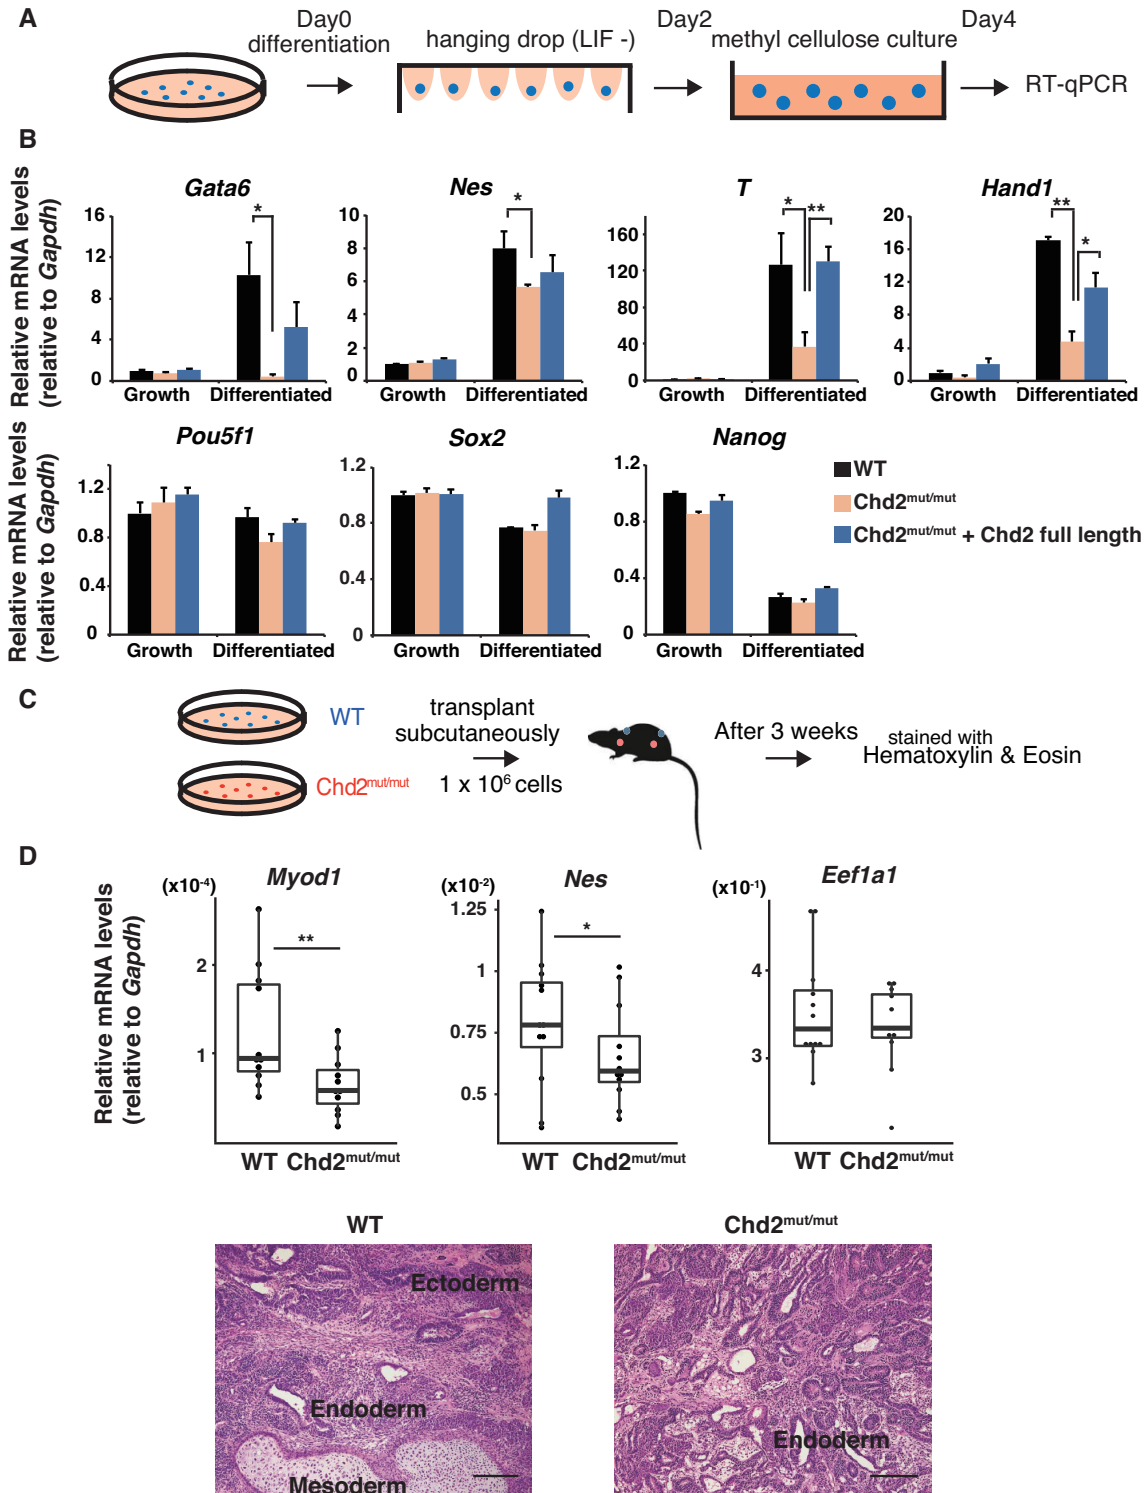 A
Day0
differentiation
hanging drop (LIF -)
Day2
methyl cellulose culture
Day4
RT-qPCR
B
Relative mRNA levels
(relative to Gapdh)
Gata6
16
12
8
4
0
Growth Differentiated
*
Nes
10
8
6
4
2
0
Growth Differentiated
*
T
160
120
80
40
0
Growth Differentiated
* **
Hand1
20
16
12
8
4
0
Growth Differentiated
**
*
Relative mRNA levels
(relative to Gapdh)
Pou5f1
1.2
0.8
0.4
0
Growth Differentiated
Sox2
1.2
0.8
0.4
0
Growth Differentiated
Nanog
1.2
0.8
0.4
0
Growth Differentiated
WT
Chd2mut/mut
Chd2mut/mut + Chd2 full length
C
WT
Chd2mut/mut
transplant
subcutaneously
1 x 10⁶ cells
After 3 weeks
stained with
Hematoxylin & Eosin
D
Relative mRNA levels
(relative to Gapdh)
(x10-4)
Myod1
2
1
**
WT Chd2mut/mut
(x10-2)
Nes
1.25
1
0.75
0.5
*
WT Chd2mut/mut
(x10-1)
Eef1a1
4
3
WT Chd2mut/mut
WT
Ectoderm
Endoderm
Mesoderm
Chd2mut/mut
Endoderm